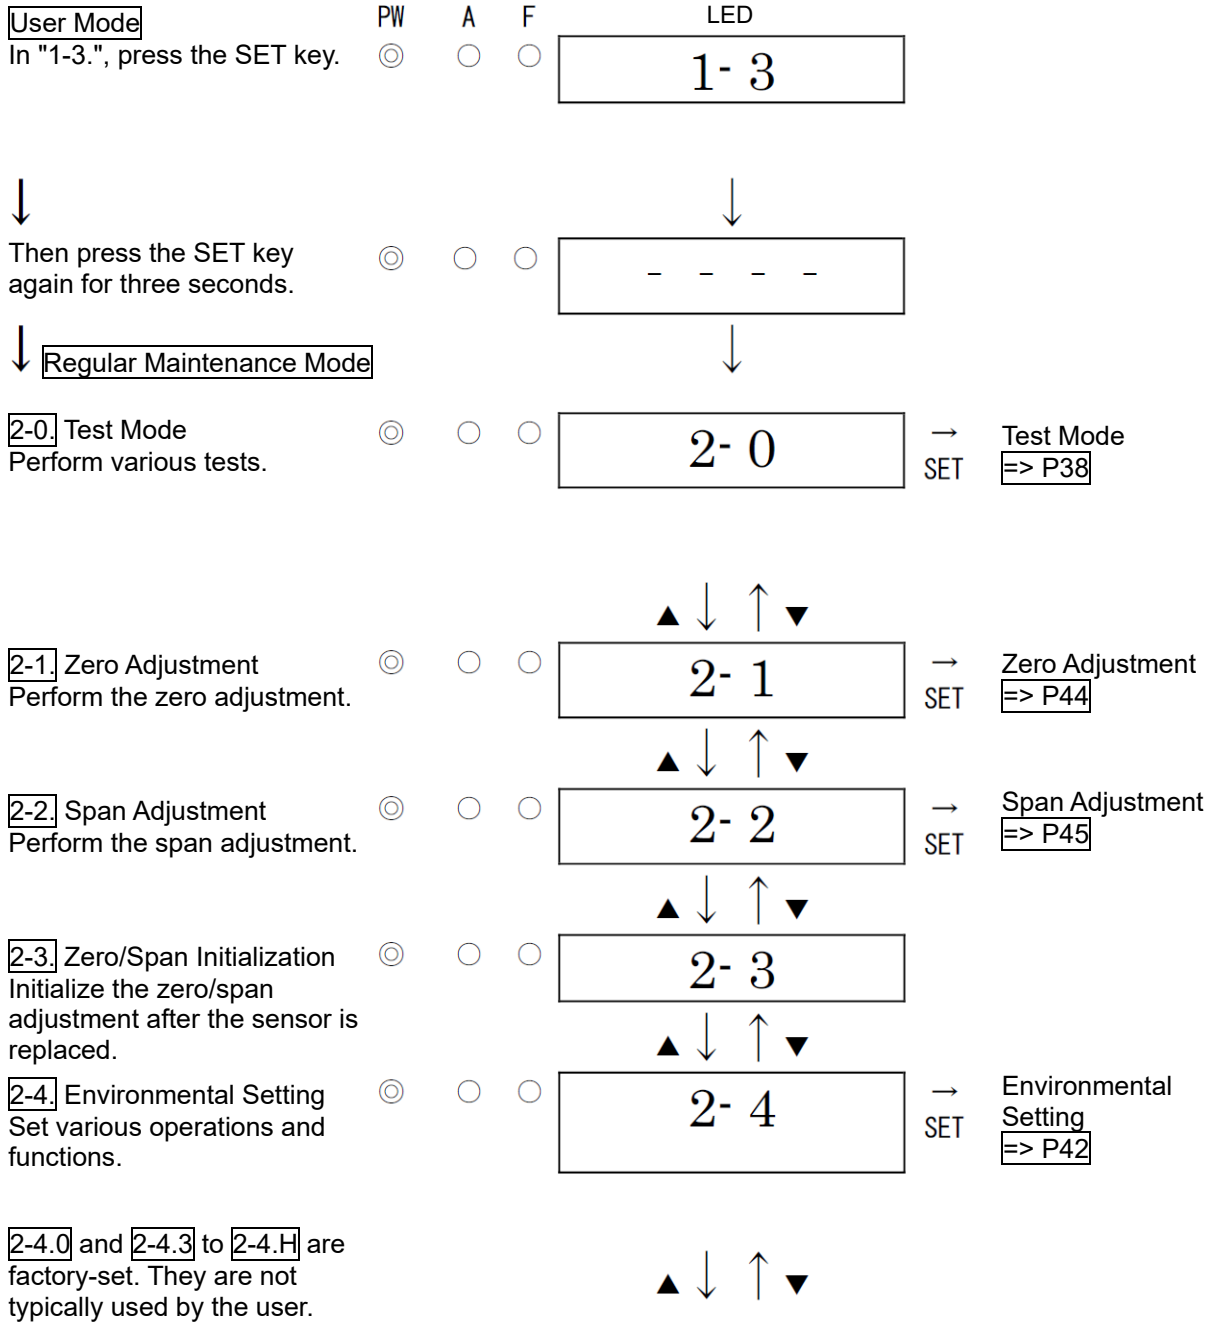 User Mode PW A F LED
In "1-3.", press the SET key. ◎ ○ ○ 1- 3
↓ ↓
Then press the SET key ◎ ○ ○ - - - -
again for three seconds.
↓ Regular Maintenance Mode ↓
2-0. Test Mode ◎ ○ ○ 2- 0 → Test Mode
Perform various tests. SET => P38
▲ ↓ ↑ ▼
2-1. Zero Adjustment ◎ ○ ○ 2- 1 → Zero Adjustment
Perform the zero adjustment. SET => P44
▲ ↓ ↑ ▼
2-2. Span Adjustment ◎ ○ ○ 2- 2 → Span Adjustment
Perform the span adjustment. SET => P45
▲ ↓ ↑ ▼
2-3. Zero/Span Initialization ◎ ○ ○ 2- 3
Initialize the zero/span
adjustment after the sensor is
replaced.
▲ ↓ ↑ ▼
2-4. Environmental Setting ◎ ○ ○ 2- 4 → Environmental
Set various operations and SET Setting
functions. => P42
2-4.0 and 2-4.3 to 2-4.H are
factory-set. They are not ▲ ↓ ↑ ▼
typically used by the user.